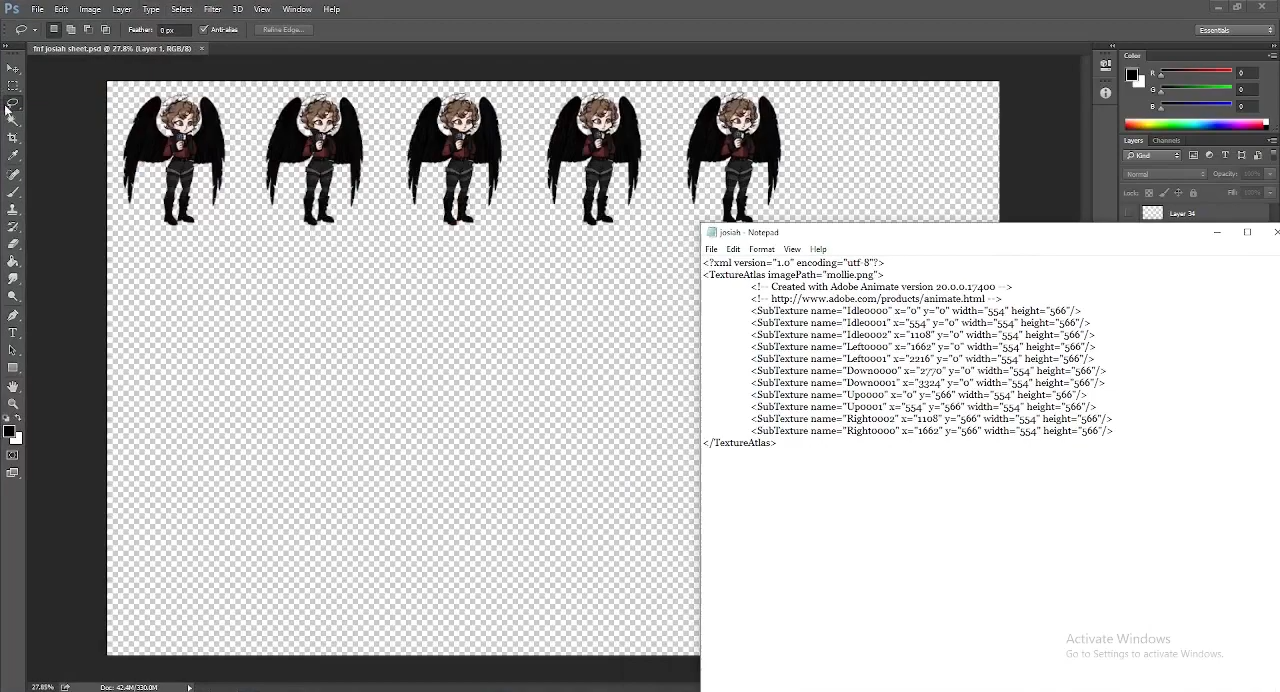 Ps File Edit Image Layer Type Select Filter 3D View Window Help
Feather: 0 px Anti-alias Refine Edge... Essentials
fnf josiah sheet.psd @ 27.8% (Layer 1, RGB/8) ×
Color
R 0
G 0
B 0
Layers Channels
Kind T
Normal Opacity: 100%
Lock: Fill: 100%
Layer 34
josiah - Notepad
File Edit Format View Help
<?xml version="1.0" encoding="utf-8"?>
<TextureAtlas imagePath="mollie.png">
<!-- Created with Adobe Animate version 20.0.0.17400 -->
<!-- http://www.adobe.com/products/animate.html -->
<SubTexture name="Idle0000" x="0" y="0" width="554" height="566"/>
<SubTexture name="Idle0001" x="554" y="0" width="554" height="566"/>
<SubTexture name="Idle0002" x="1108" y="0" width="554" height="566"/>
<SubTexture name="Left0000" x="1662" y="0" width="554" height="566"/>
<SubTexture name="Left0001" x="2216" y="0" width="554" height="566"/>
<SubTexture name="Down0000" x="2770" y="0" width="554" height="566"/>
<SubTexture name="Down0001" x="3324" y="0" width="554" height="566"/>
<SubTexture name="Up0000" x="0" y="566" width="554" height="566"/>
<SubTexture name="Up0001" x="554" y="566" width="554" height="566"/>
<SubTexture name="Right0002" x="1108" y="566" width="554" height="566"/>
<SubTexture name="Right0000" x="1662" y="566" width="554" height="566"/>
</TextureAtlas>
Activate Windows
Go to Settings to activate Windows.
27.85% Doc: 42.4M/330.0M